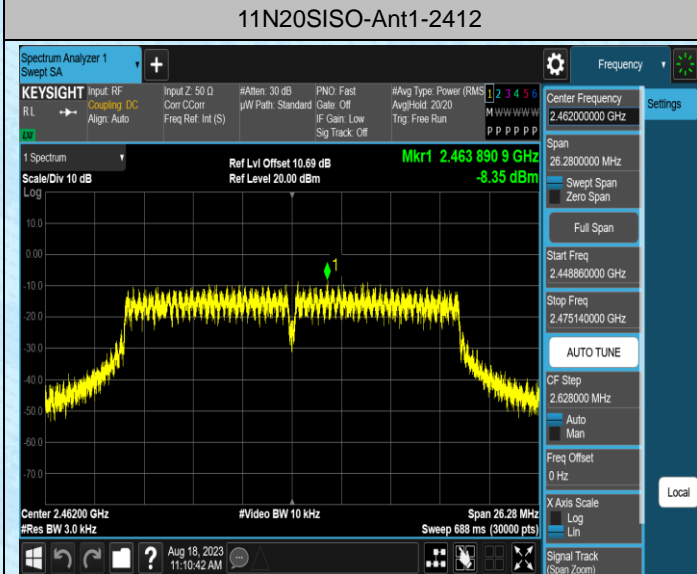 11N20SISO-Ant1-2412
Spectrum Analyzer 1
Swept SA
Frequency
KEYSIGHT
R L
Input: RF
Coupling: DC
Align: Auto
Input Z: 50 Ω
Corr CCorr
Freq Ref: Int (S)
#Atten: 30 dB
µW Path: Standard
PNO: Fast
Gate: Off
IF Gain: Low
Sig Track: Off
#Avg Type: Power (RMS)
Avg|Hold: 20/20
Trig: Free Run
1 2 3 4 5 6
M W W W W W
P P P P P P
1 Spectrum
Scale/Div 10 dB
Ref Lvl Offset 10.69 dB
Ref Level 20.00 dBm
Mkr1 2.463 890 9 GHz
-8.35 dBm
Log
10.0
0.00
-10.0
-20.0
-30.0
-40.0
-50.0
-60.0
-70.0
1
Center 2.46200 GHz
#Video BW 10 kHz
Span 26.28 MHz
#Res BW 3.0 kHz
Sweep 688 ms (30000 pts)
Aug 18, 2023
11:10:42 AM
Center Frequency
2.462000000 GHz
Settings
Span
26.2800000 MHz
Swept Span
Zero Span
Full Span
Start Freq
2.448860000 GHz
Stop Freq
2.475140000 GHz
AUTO TUNE
CF Step
2.628000 MHz
Auto
Man
Freq Offset
0 Hz
X Axis Scale
Log
Lin
Local
Signal Track
(Span Zoom)